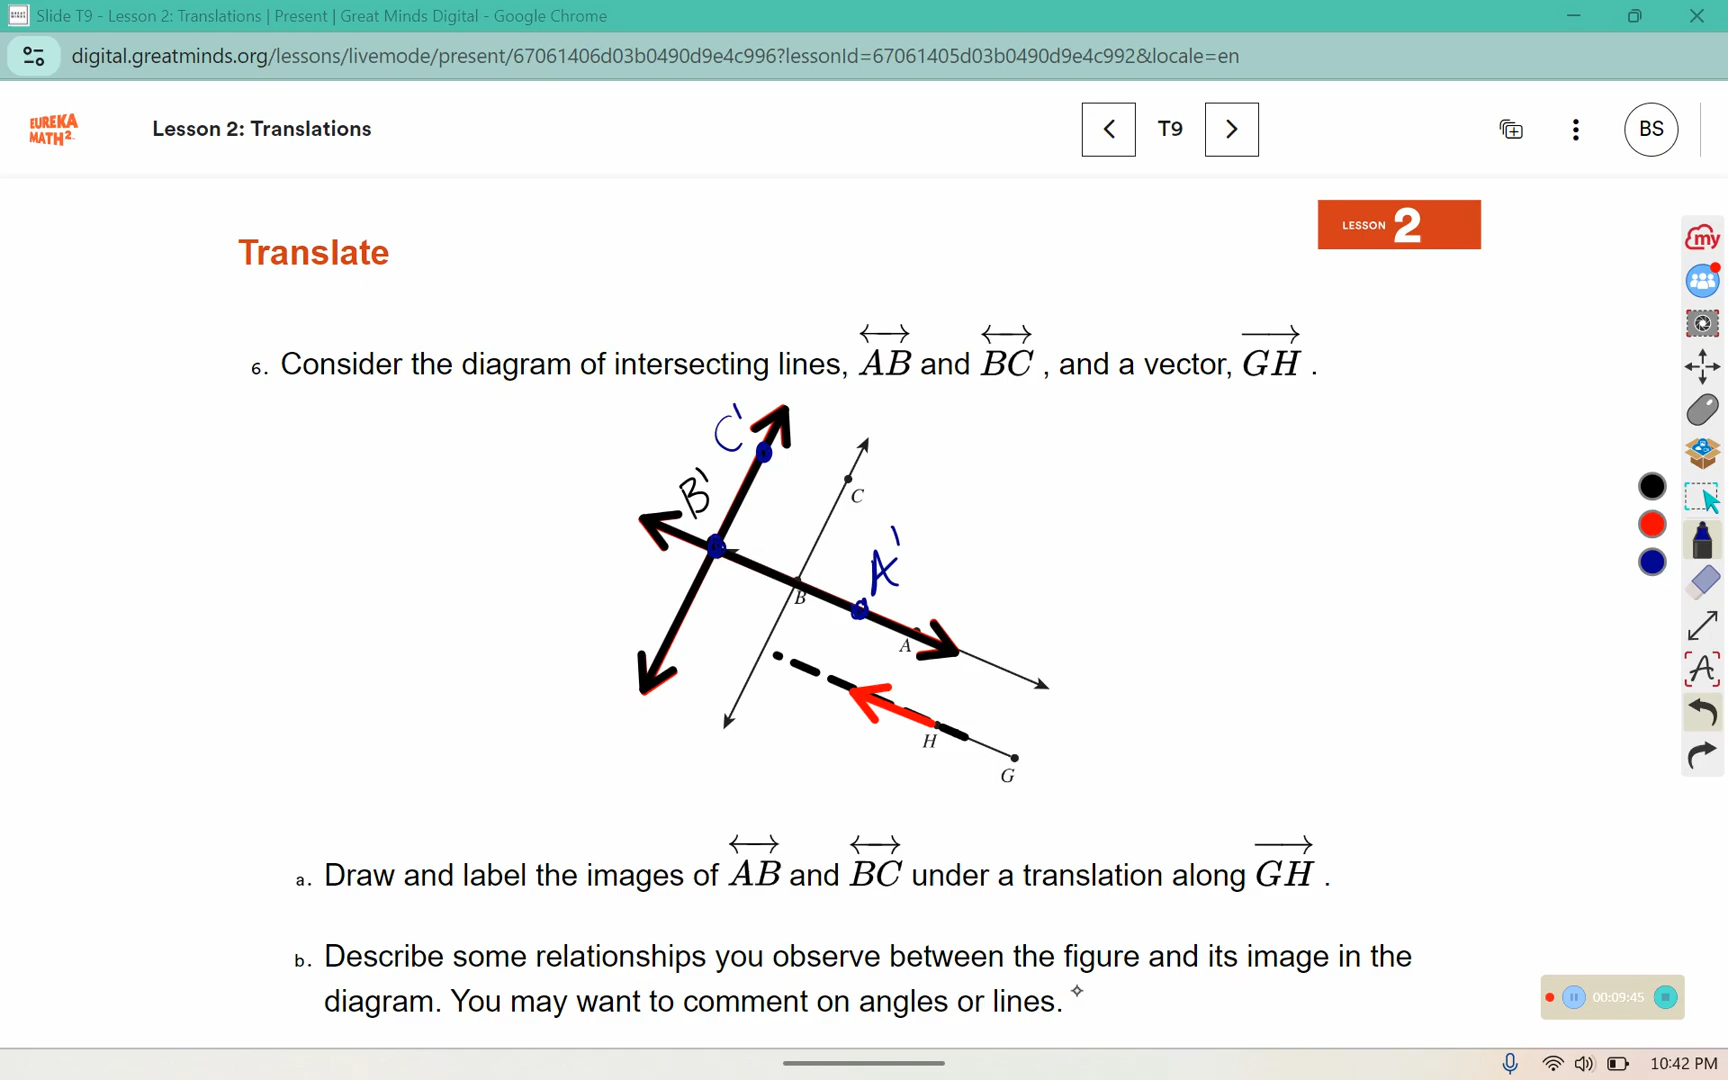 Slide T9 - Lesson 2: Translations | Present | Great Minds Digital - Google Chrome
digital.greatminds.org/lessons/livemode/present/67061406d03b0490d9e4c996?lessonId=67061405d03b0490d9e4c992&locale=en
EUREKA
MATH²
Lesson 2: Translations
T9
BS
LESSON 2
Translate
6. Consider the diagram of intersecting lines, AB and BC , and a vector, GH .
C'
B'
C
A'
B
A
H
G
a. Draw and label the images of AB and BC under a translation along GH .
b. Describe some relationships you observe between the figure and its image in the
diagram. You may want to comment on angles or lines.
my
A
00:09:45
10:42 PM